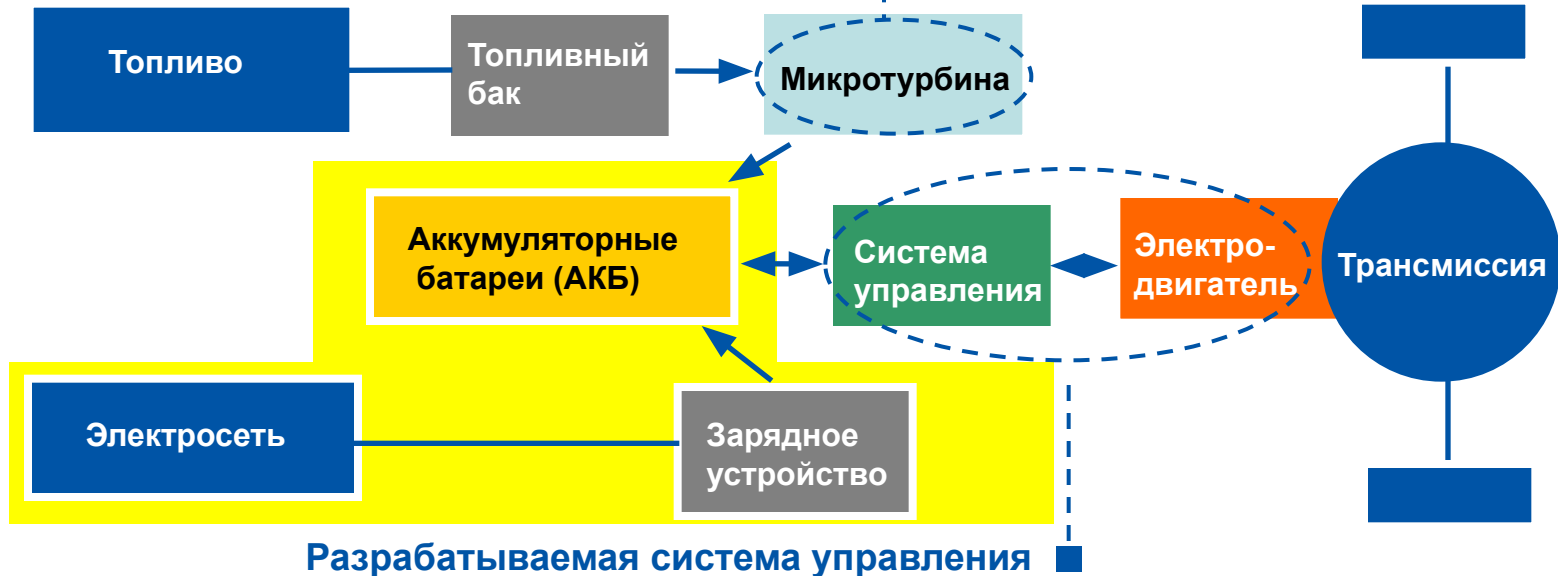 Топливо
Топливный
бак
Микротурбина
Аккумуляторные
батареи (АКБ)
Система
управления
Электро-
двигатель
Трансмиссия
Электросеть
Зарядное
устройство
Разрабатываемая система управления